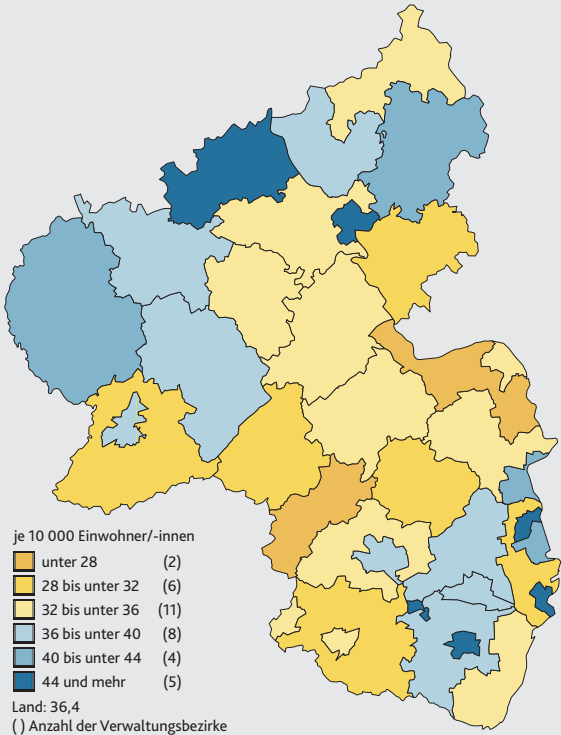 je 10 000 Einwohner/-innen
unter 28 (2)
28 bis unter 32 (6)
32 bis unter 36 (11)
36 bis unter 40 (8)
40 bis unter 44 (4)
44 und mehr (5)
Land: 36,4
( ) Anzahl der Verwaltungsbezirke